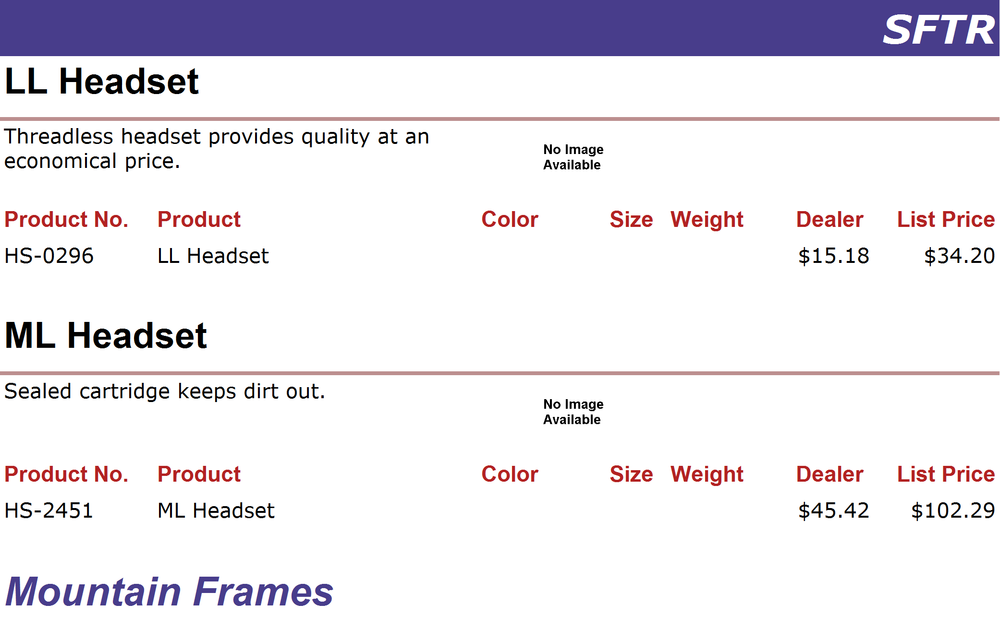 SFTR
LL Headset
Threadless headset provides quality at an
economical price.
No Image
Available
Product No. Product Color Size Weight Dealer List Price
HS-0296 LL Headset $15.18 $34.20
ML Headset
Sealed cartridge keeps dirt out.
No Image
Available
Product No. Product Color Size Weight Dealer List Price
HS-2451 ML Headset $45.42 $102.29
Mountain Frames